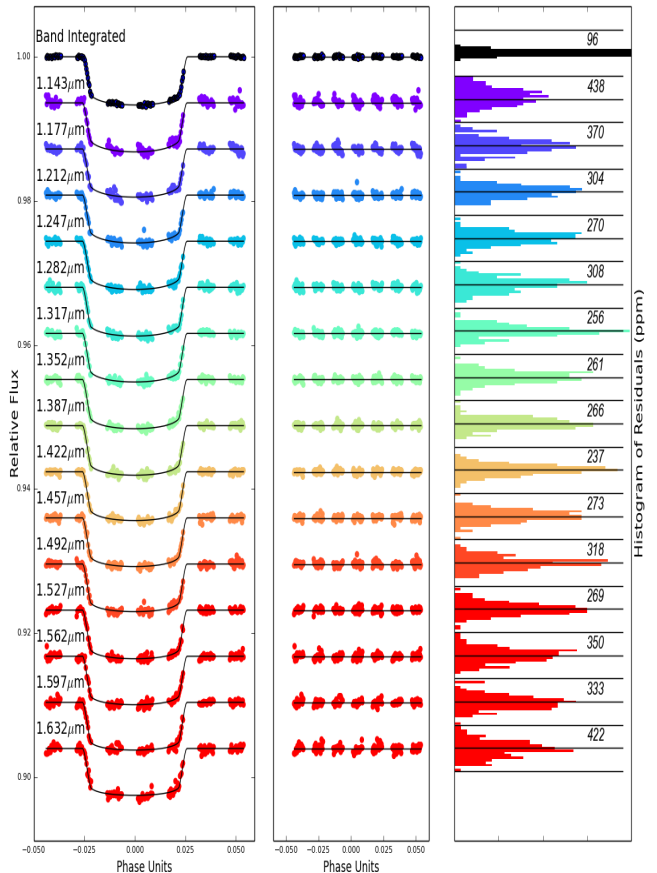 Band Integrated
1.143μm
1.177μm
1.212μm
1.247μm
1.282μm
1.317μm
1.352μm
1.387μm
1.422μm
1.457μm
1.492μm
1.527μm
1.562μm
1.597μm
1.632μm
1.00
0.98
0.96
0.94
0.92
0.90
Relative Flux
−0.050 −0.025 0.000 0.025 0.050
Phase Units
−0.050 −0.025 0.000 0.025 0.050
Phase Units
96
438
370
304
270
308
256
261
266
237
273
318
269
350
333
422
Histogram of Residuals (ppm)